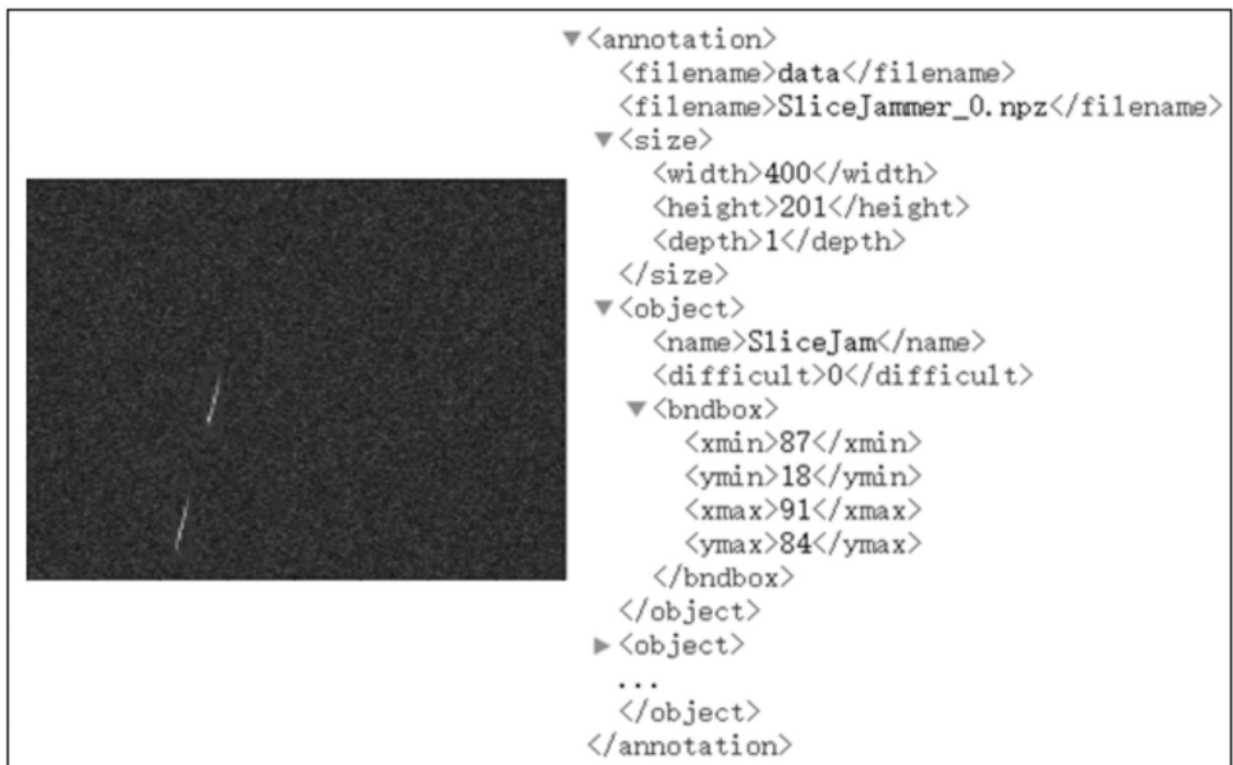 ▼<annotation>
<filename>data</filename>
<filename>SliceJammer_0.npz</filename>
▼<size>
<width>400</width>
<height>201</height>
<depth>1</depth>
</size>
▼<object>
<name>SliceJam</name>
<difficult>0</difficult>
▼<bndbox>
<xmin>87</xmin>
<ymin>18</ymin>
<xmax>91</xmax>
<ymax>84</ymax>
</bndbox>
</object>
▶<object>
...
</object>
</annotation>